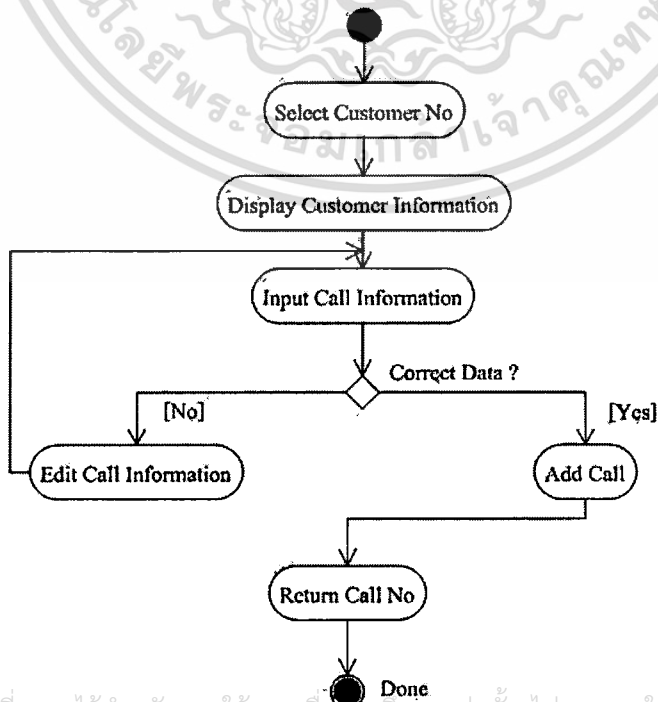 Select Customer No
Display Customer Information
Input Call Information
Correct Data ?
[No]
[Yes]
Edit Call Information
Add Call
Return Call No
Done